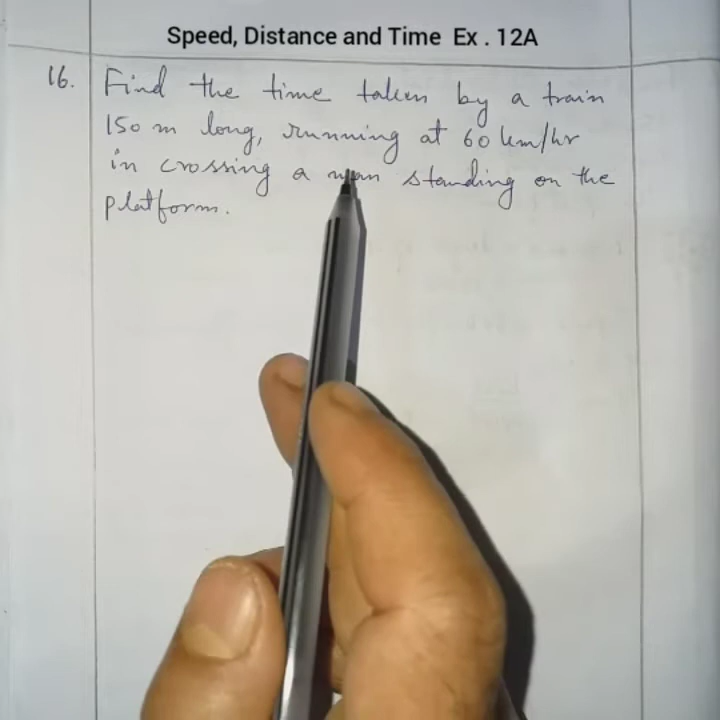 Speed, Distance and Time Ex . 12A
16. Find the time taken by a train
150 m long, running at 60 km/hr
in crossing a man standing on the
platform.